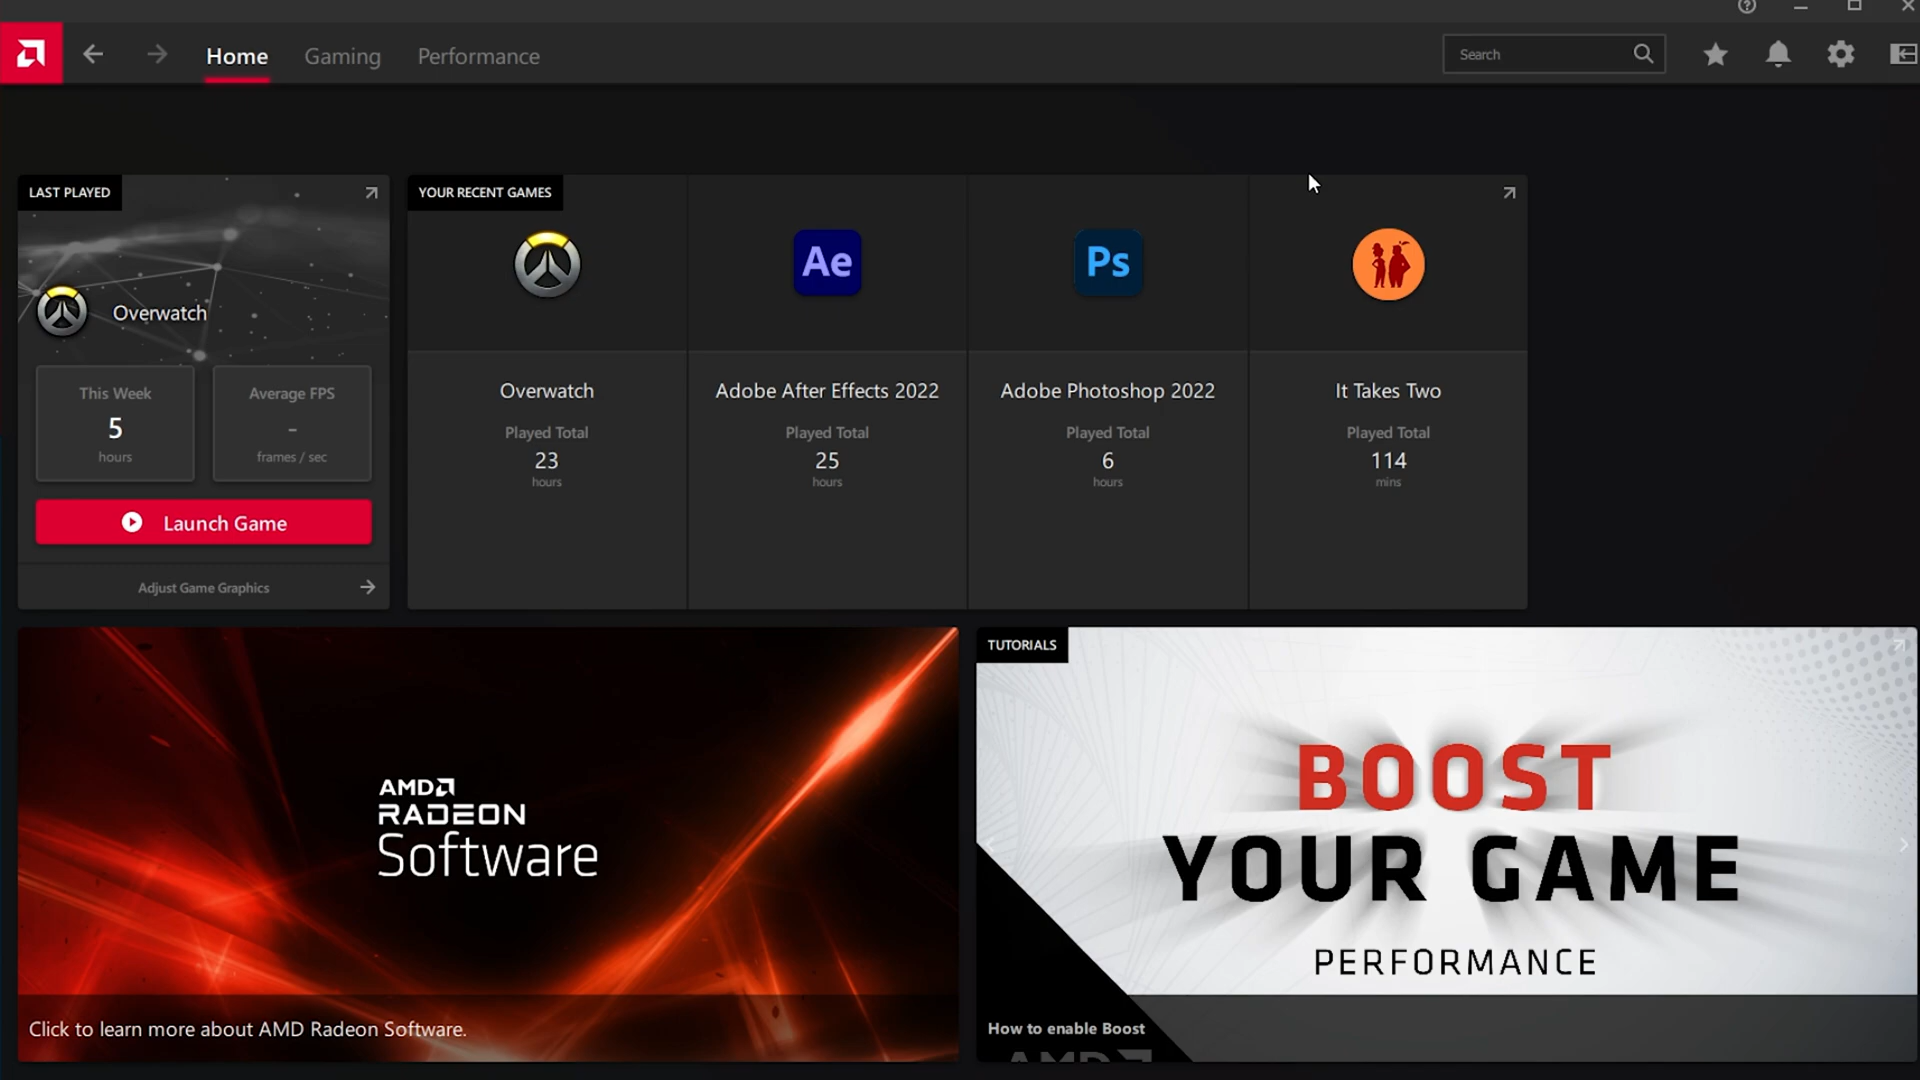 Home
Gaming
Performance
Search
LAST PLAYED
Overwatch
This Week
5
hours
Average FPS
-
frames / sec
Launch Game
Adjust Game Graphics
YOUR RECENT GAMES
Overwatch
Played Total
23
hours
Ae
Adobe After Effects 2022
Played Total
25
hours
Ps
Adobe Photoshop 2022
Played Total
6
hours
It Takes Two
Played Total
114
mins
AMD
RADEON
Software
Click to learn more about AMD Radeon Software.
TUTORIALS
BOOST
YOUR GAME
PERFORMANCE
How to enable Boost
AMD